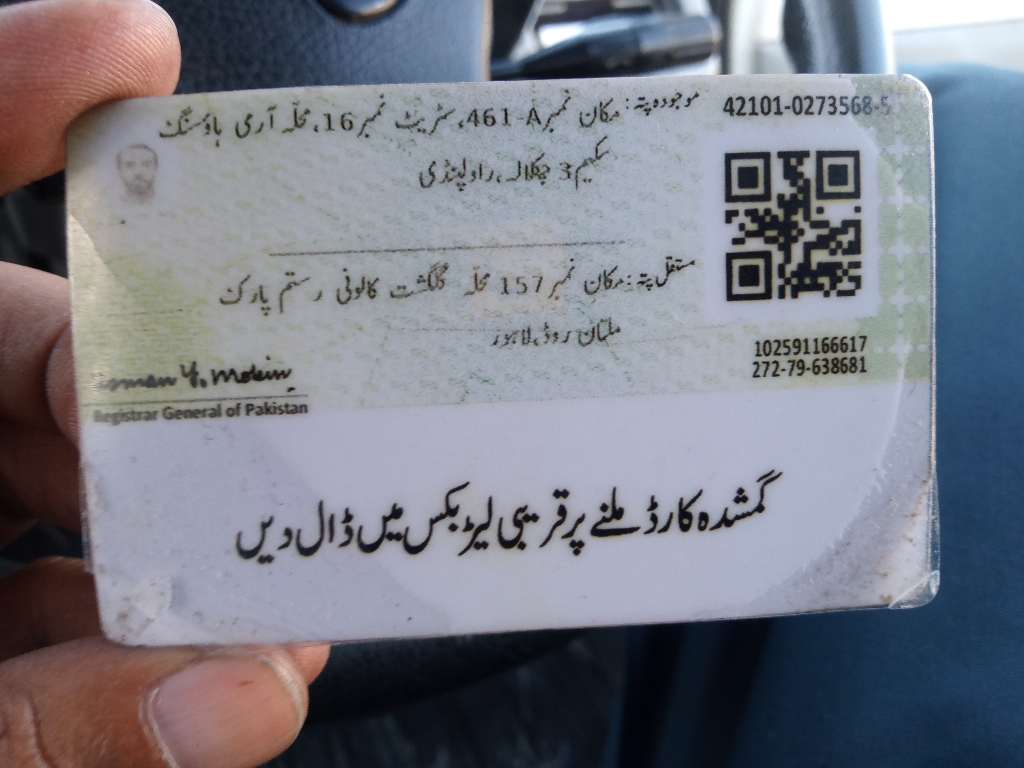 موجودہ پتہ: مکان نمبر A-461، سٹریٹ نمبر 16، محلہ آرمی ہاؤسنگ
سکیم 3 چکلالہ، راولپنڈی
42101-0273568-5
مستقل پتہ: مکان نمبر 157 محلہ گلگشت کالونی رستم پارک
ملتان روڈ، لاہور
102591166617
272-79-638681
Usman Y. Mobin
Registrar General of Pakistan
گمشدہ کارڈ ملنے پر قریبی لیٹر بکس میں ڈال دیں